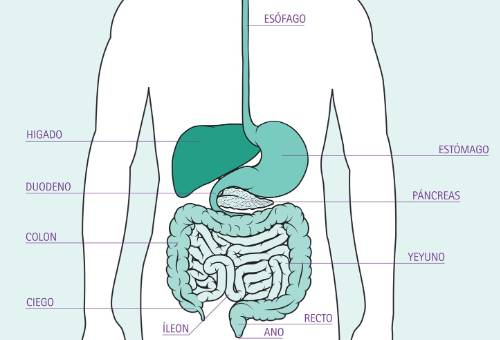 ESÓFAGO
HIGADO
ESTÓMAGO
DUODENO
PÁNCREAS
COLON
YEYUNO
CIEGO
RECTO
ÍLEON
ANO